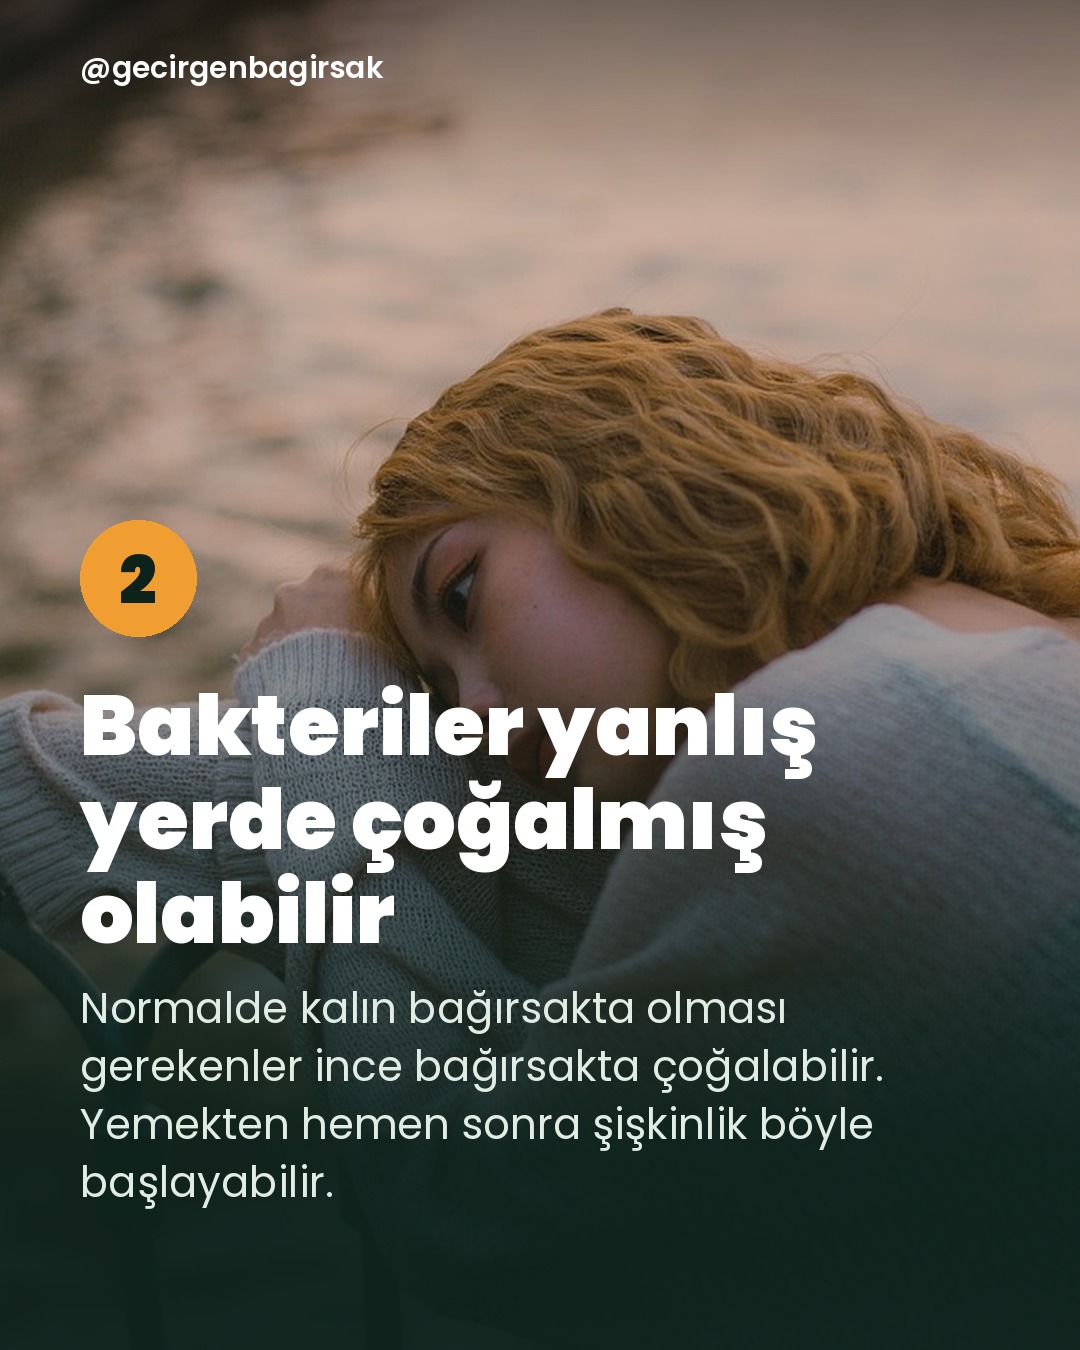 @gecirgenbagirsak
2
Bakteriler yanlış
yerde çoğalmış
olabilir
Normalde kalın bağırsakta olması
gerekenler ince bağırsakta çoğalabilir.
Yemekten hemen sonra şişkinlik böyle
başlayabilir.